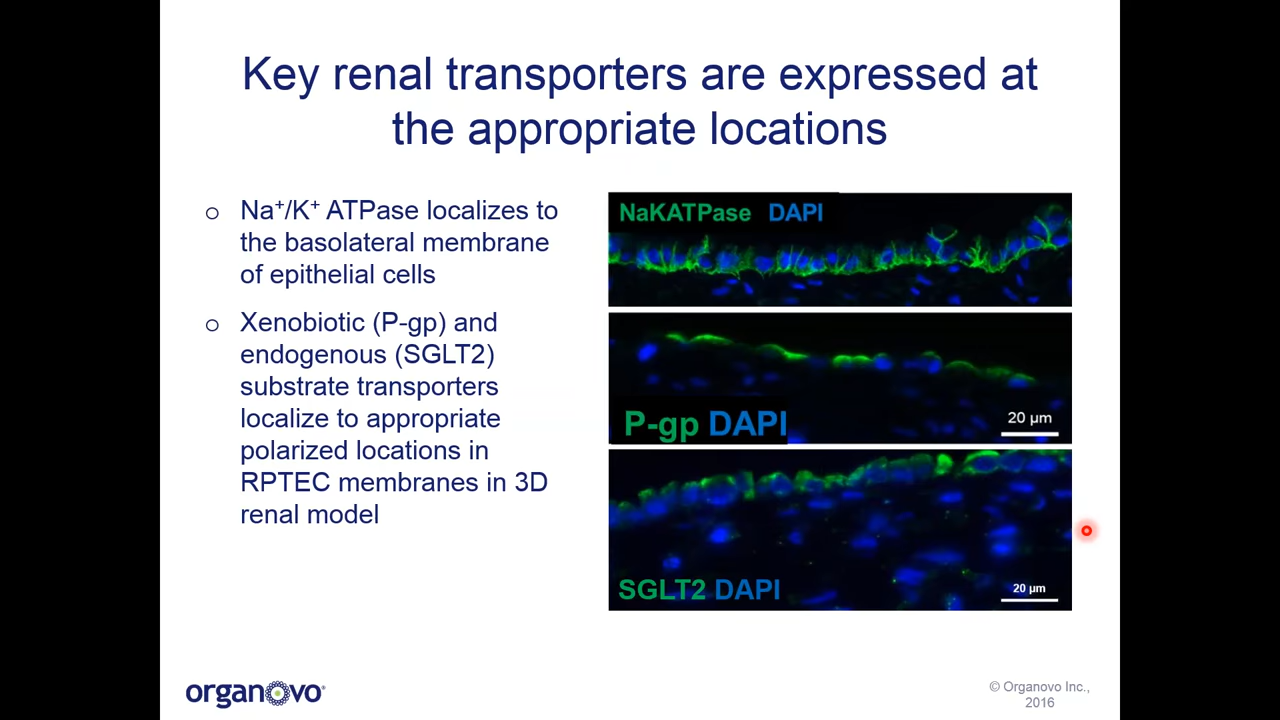 Key renal transporters are expressed at
the appropriate locations
o Na⁺/K⁺ ATPase localizes to
the basolateral membrane
of epithelial cells
o Xenobiotic (P-gp) and
endogenous (SGLT2)
substrate transporters
localize to appropriate
polarized locations in
RPTEC membranes in 3D
renal model
NaKATPase DAPI
P-gp DAPI
20 µm
SGLT2 DAPI
20 µm
organovo®
© Organovo Inc.,
2016